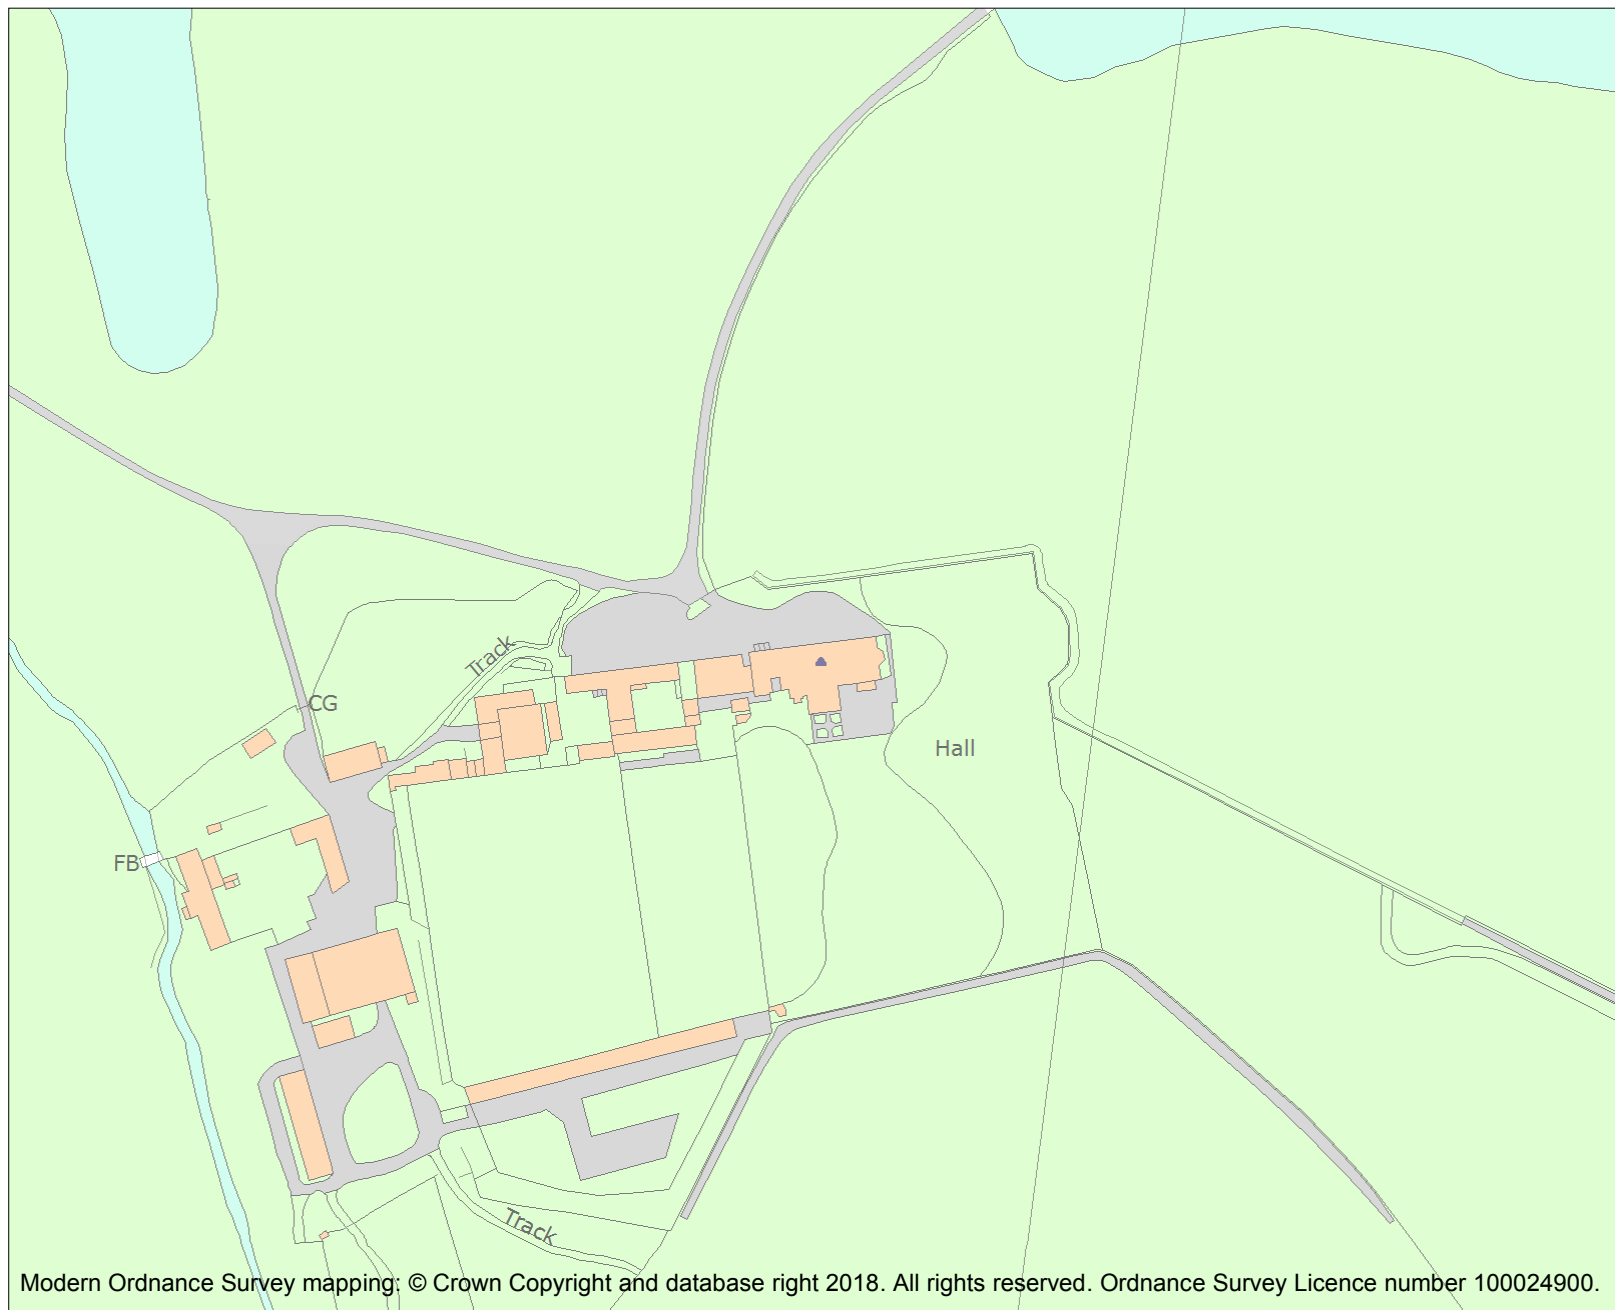 Track
CG
Hall
FB
Track
Modern Ordnance Survey mapping: © Crown Copyright and database right 2018. All rights reserved. Ordnance Survey Licence number 100024900.